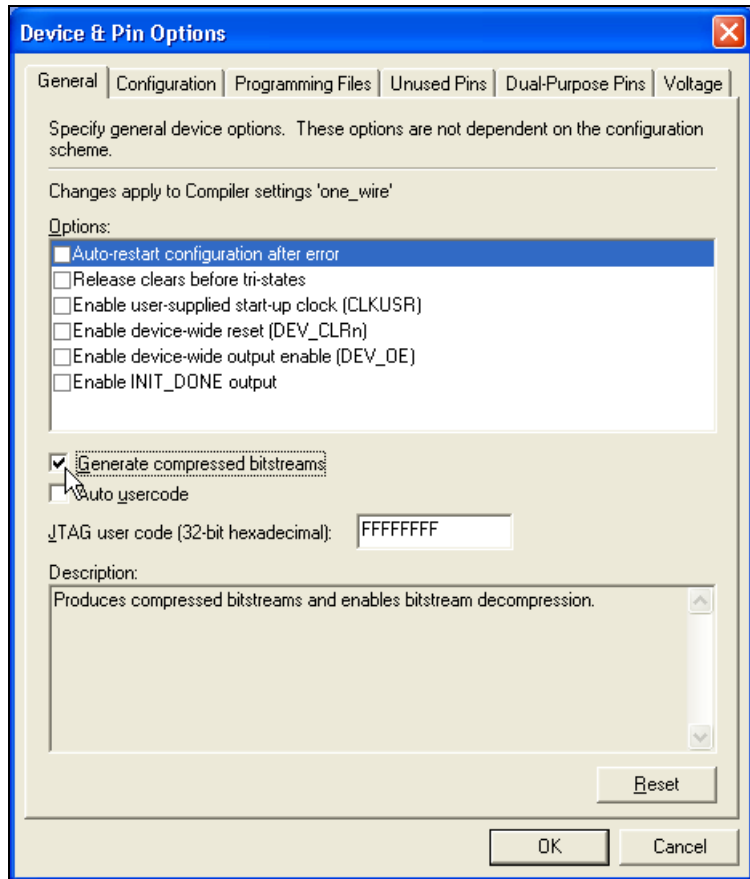 Device & Pin Options
General Configuration Programming Files Unused Pins Dual-Purpose Pins Voltage
Specify general device options. These options are not dependent on the configuration
scheme.
Changes apply to Compiler settings 'one_wire'
Options:
Auto-restart configuration after error
Release clears before tri-states
Enable user-supplied start-up clock (CLKUSR)
Enable device-wide reset (DEV_CLRn)
Enable device-wide output enable (DEV_OE)
Enable INIT_DONE output
Generate compressed bitstreams
Auto usercode
JTAG user code (32-bit hexadecimal): FFFFFFFF
Description:
Produces compressed bitstreams and enables bitstream decompression.
Reset
OK Cancel